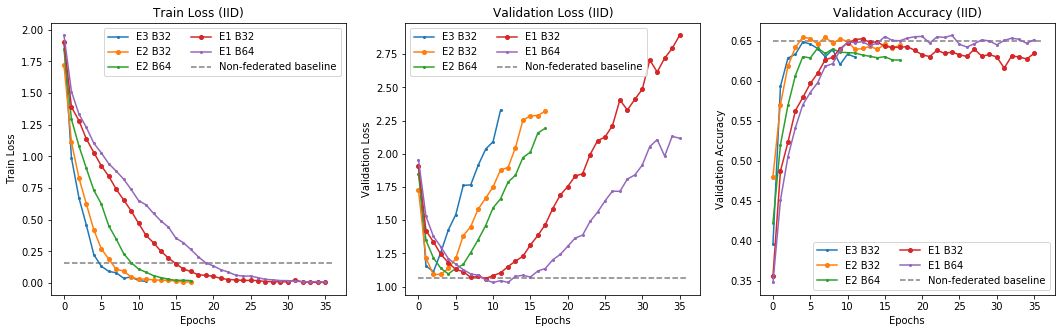 Train Loss (IID)
Train Loss
2.00
1.75
1.50
1.25
1.00
0.75
0.50
0.25
0.00
E3 B32
E2 B32
E2 B64
E1 B32
E1 B64
Non-federated baseline
0 5 10 15 20 25 30 35
Epochs
Validation Loss (IID)
Validation Loss
2.75
2.50
2.25
2.00
1.75
1.50
1.25
1.00
E3 B32
E2 B32
E2 B64
E1 B32
E1 B64
Non-federated baseline
0 5 10 15 20 25 30 35
Epochs
Validation Accuracy (IID)
Validation Accuracy
0.65
0.60
0.55
0.50
0.45
0.40
0.35
E3 B32
E2 B32
E2 B64
E1 B32
E1 B64
Non-federated baseline
0 5 10 15 20 25 30 35
Epochs